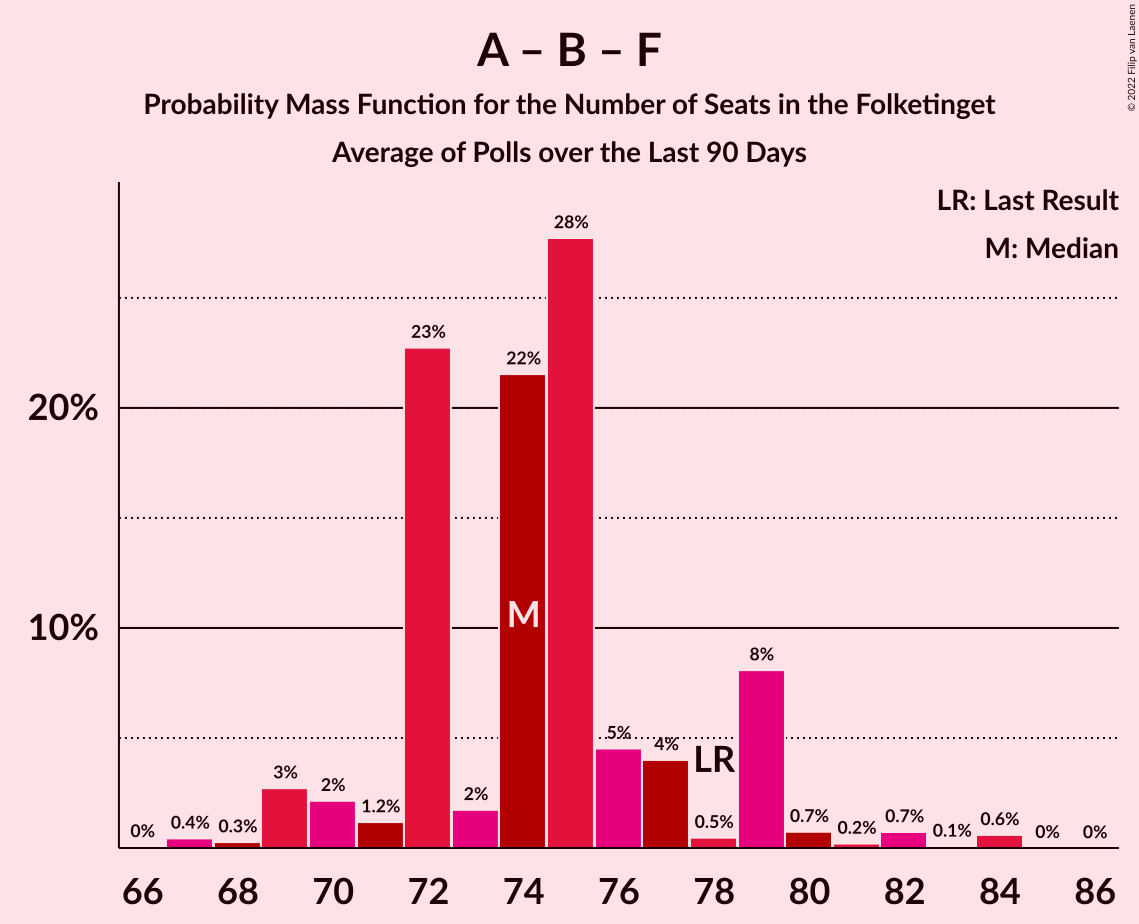 A – B – F
Probability Mass Function for the Number of Seats in the Folketinget
Average of Polls over the Last 90 Days
© 2022 Filip van Laenen
LR: Last Result
M: Median
28%
23%
22%
20%
M
10%
8%
5%
4%
LR
3%
2%
1.2%
2%
0%
0.4%
0.3%
0.5%
0.7%
0.2%
0.7%
0.1%
0.6%
0%
0%
66 68 70 72 74 76 78 80 82 84 86